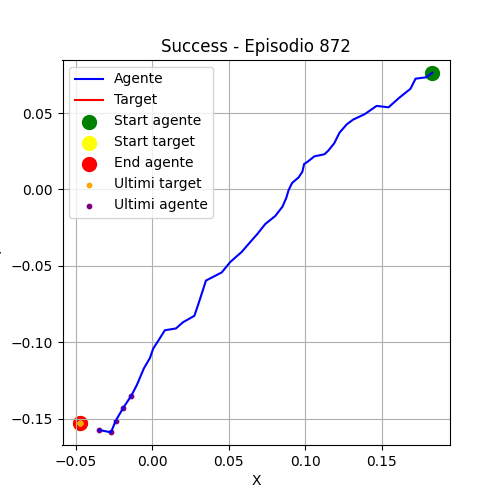 Success - Episodio 872
Agente
Target
Start agente
Start target
End agente
Ultimi target
Ultimi agente
0.05
0.00
−0.05
−0.10
−0.15
−0.05
0.00
0.05
0.10
0.15
X